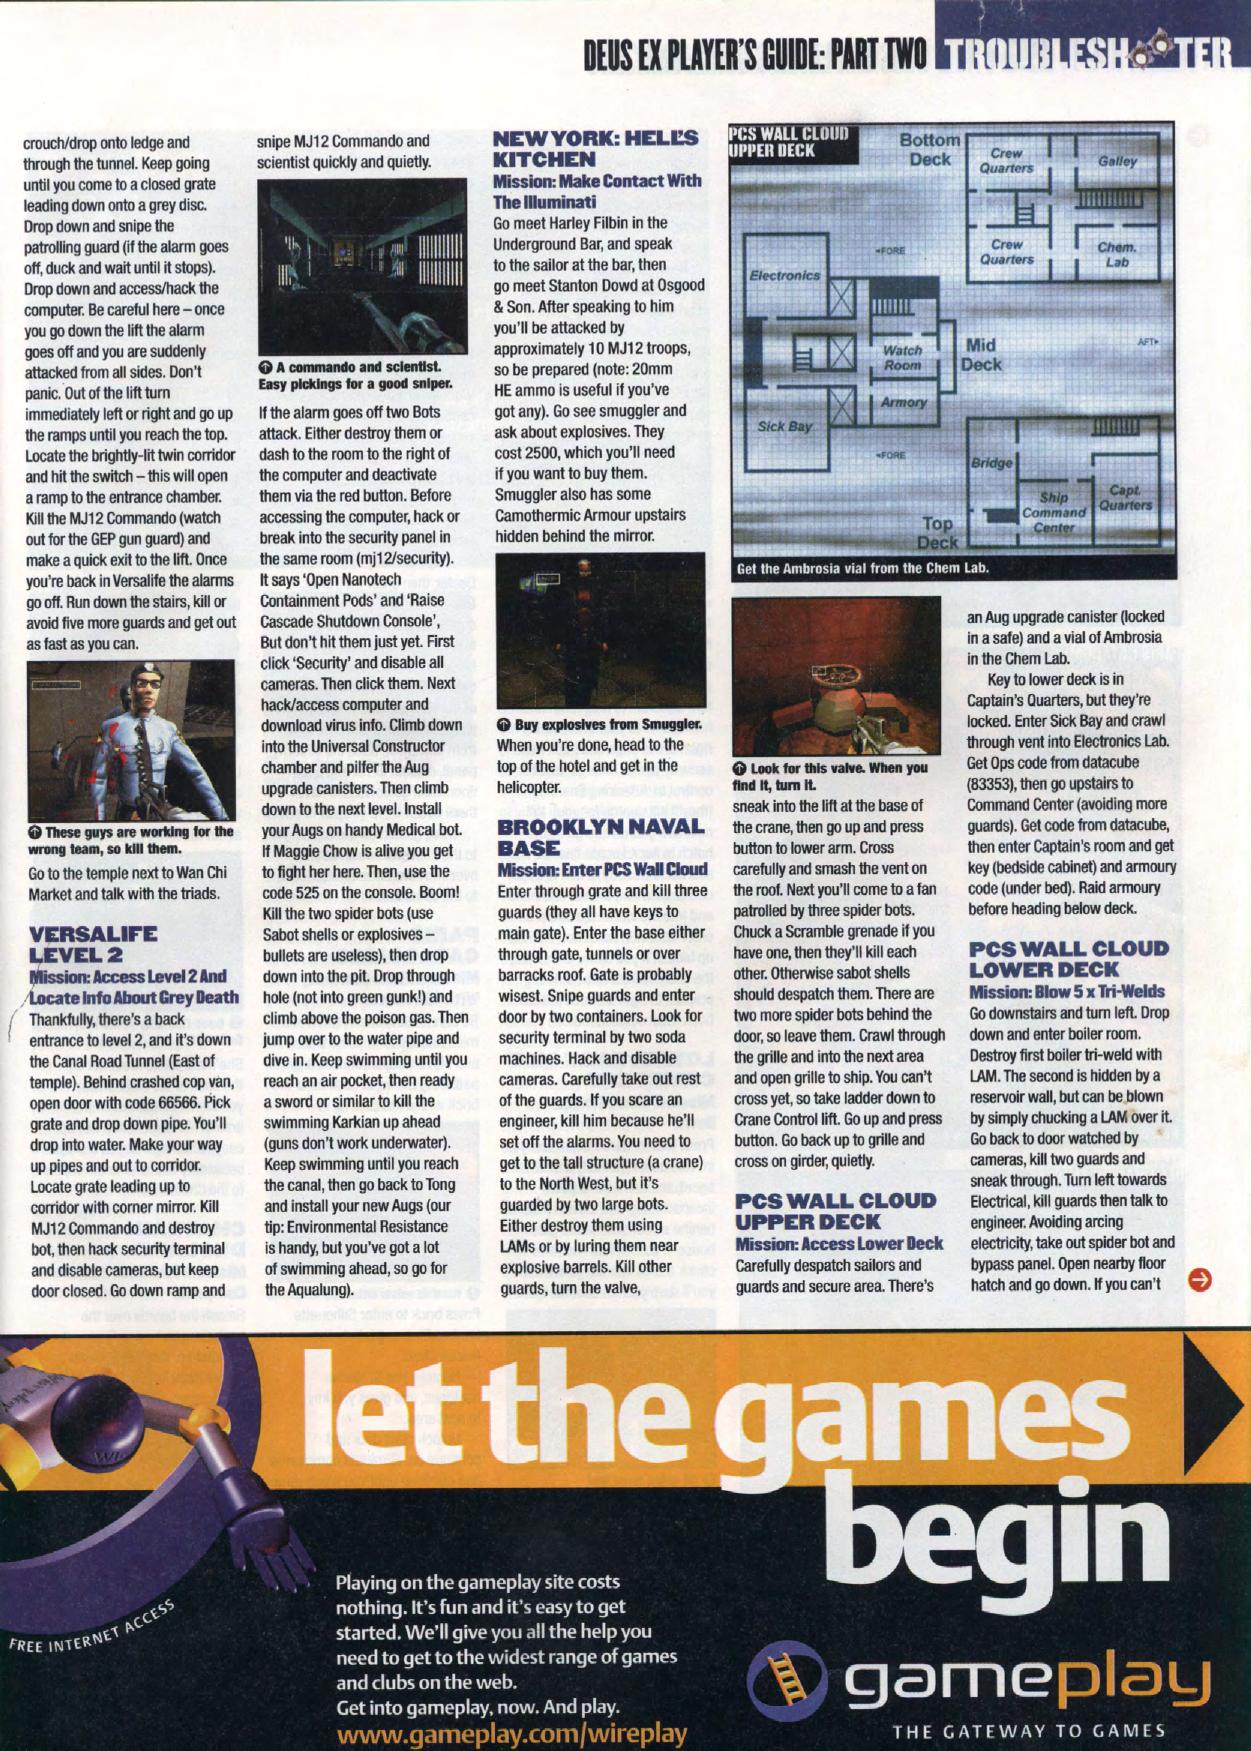 DEUS EX PLAYER'S GUIDE: PART TWO TROUBLESHOOTER
crouch/drop onto ledge and
through the tunnel. Keep going
until you come to a closed grate
leading down onto a grey disc.
Drop down and snipe the
patrolling guard (if the alarm goes
off, duck and wait until it stops).
Drop down and access/hack the
computer. Be careful here – once
you go down the lift the alarm
goes off and you are suddenly
attacked from all sides. Don't
panic. Out of the lift turn
immediately left or right and go up
the ramps until you reach the top.
Locate the brightly-lit twin corridor
and hit the switch – this will open
a ramp to the entrance chamber.
Kill the MJ12 Commando (watch
out for the GEP gun guard) and
make a quick exit to the lift. Once
you're back in Versalife the alarms
go off. Run down the stairs, kill or
avoid five more guards and get out
as fast as you can.
These guys are working for the
wrong team, so kill them.
Go to the temple next to Wan Chi
Market and talk with the triads.
VERSALIFE
LEVEL 2
Mission: Access Level 2 And
Locate Info About Grey Death
Thankfully, there's a back
entrance to level 2, and it's down
the Canal Road Tunnel (East of
temple). Behind crashed cop van,
open door with code 66566. Pick
grate and drop down pipe. You'll
drop into water. Make your way
up pipes and out to corridor.
Locate grate leading up to
corridor with corner mirror. Kill
MJ12 Commando and destroy
bot, then hack security terminal
and disable cameras, but keep
door closed. Go down ramp and
snipe MJ12 Commando and
scientist quickly and quietly.
A commando and scientist.
Easy pickings for a good sniper.
If the alarm goes off two Bots
attack. Either destroy them or
dash to the room to the right of
the computer and deactivate
them via the red button. Before
accessing the computer, hack or
break into the security panel in
the same room (mj12/security).
It says 'Open Nanotech
Containment Pods' and 'Raise
Cascade Shutdown Console',
But don't hit them just yet. First
click 'Security' and disable all
cameras. Then click them. Next
hack/access computer and
download virus info. Climb down
into the Universal Constructor
chamber and pilfer the Aug
upgrade canisters. Then climb
down to the next level. Install
your Augs on handy Medical bot.
If Maggie Chow is alive you get
to fight her here. Then, use the
code 525 on the console. Boom!
Kill the two spider bots (use
Sabot shells or explosives –
bullets are useless), then drop
down into the pit. Drop through
hole (not into green gunk!) and
climb above the poison gas. Then
jump over to the water pipe and
dive in. Keep swimming until you
reach an air pocket, then ready
a sword or similar to kill the
swimming Karkian up ahead
(guns don't work underwater).
Keep swimming until you reach
the canal, then go back to Tong
and install your new Augs (our
tip: Environmental Resistance
is handy, but you've got a lot
of swimming ahead, so go for
the Aqualung).
NEW YORK: HELL'S
KITCHEN
Mission: Make Contact With
The Illuminati
Go meet Harley Filbin in the
Underground Bar, and speak
to the sailor at the bar, then
go meet Stanton Dowd at Osgood
& Son. After speaking to him
you'll be attacked by
approximately 10 MJ12 troops,
so be prepared (note: 20mm
HE ammo is useful if you've
got any). Go see smuggler and
ask about explosives. They
cost 2500, which you'll need
if you want to buy them.
Smuggler also has some
Camothermic Armour upstairs
hidden behind the mirror.
Buy explosives from Smuggler.
When you're done, head to the
top of the hotel and get in the
helicopter.
BROOKLYN NAVAL
BASE
Mission: Enter PCS Wall Cloud
Enter through grate and kill three
guards (they all have keys to
main gate). Enter the base either
through gate, tunnels or over
barracks roof. Gate is probably
wisest. Snipe guards and enter
door by two containers. Look for
security terminal by two soda
machines. Hack and disable
cameras. Carefully take out rest
of the guards. If you scare an
engineer, kill him because he'll
set off the alarms. You need to
get to the tall structure (a crane)
to the North West, but it's
guarded by two large bots.
Either destroy them using
LAMs or by luring them near
explosive barrels. Kill other
guards, turn the valve,
PCS WALL CLOUD
UPPER DECK
Bottom
Deck
Crew
Quarters
Galley
Crew
Quarters
Chem.
Lab
Electronics
◂FORE
Watch
Room
Mid
Deck
AFT▸
Armory
Sick Bay
◂FORE
Bridge
Ship
Command
Center
Capt.
Quarters
Top
Deck
Get the Ambrosia vial from the Chem Lab.
Look for this valve. When you
find it, turn it.
sneak into the lift at the base of
the crane, then go up and press
button to lower arm. Cross
carefully and smash the vent on
the roof. Next you'll come to a fan
patrolled by three spider bots.
Chuck a Scramble grenade if you
have one, then they'll kill each
other. Otherwise sabot shells
should despatch them. There are
two more spider bots behind the
door, so leave them. Crawl through
the grille and into the next area
and open grille to ship. You can't
cross yet, so take ladder down to
Crane Control lift. Go up and press
button. Go back up to grille and
cross on girder, quietly.
PCS WALL CLOUD
UPPER DECK
Mission: Access Lower Deck
Carefully despatch sailors and
guards and secure area. There's
an Aug upgrade canister (locked
in a safe) and a vial of Ambrosia
in the Chem Lab.
Key to lower deck is in
Captain's Quarters, but they're
locked. Enter Sick Bay and crawl
through vent into Electronics Lab.
Get Ops code from datacube
(83353), then go upstairs to
Command Center (avoiding more
guards). Get code from datacube,
then enter Captain's room and get
key (bedside cabinet) and armoury
code (under bed). Raid armoury
before heading below deck.
PCS WALL CLOUD
LOWER DECK
Mission: Blow 5 x Tri-Welds
Go downstairs and turn left. Drop
down and enter boiler room.
Destroy first boiler tri-weld with
LAM. The second is hidden by a
reservoir wall, but can be blown
by simply chucking a LAM over it.
Go back to door watched by
cameras, kill two guards and
sneak through. Turn left towards
Electrical, kill guards then talk to
engineer. Avoiding arcing
electricity, take out spider bot and
bypass panel. Open nearby floor
hatch and go down. If you can't
let the games
begin
FREE INTERNET ACCESS
Playing on the gameplay site costs
nothing. It's fun and it's easy to get
started. We'll give you all the help you
need to get to the widest range of games
and clubs on the web.
Get into gameplay, now. And play.
www.gameplay.com/wireplay
gameplay
THE GATEWAY TO GAMES